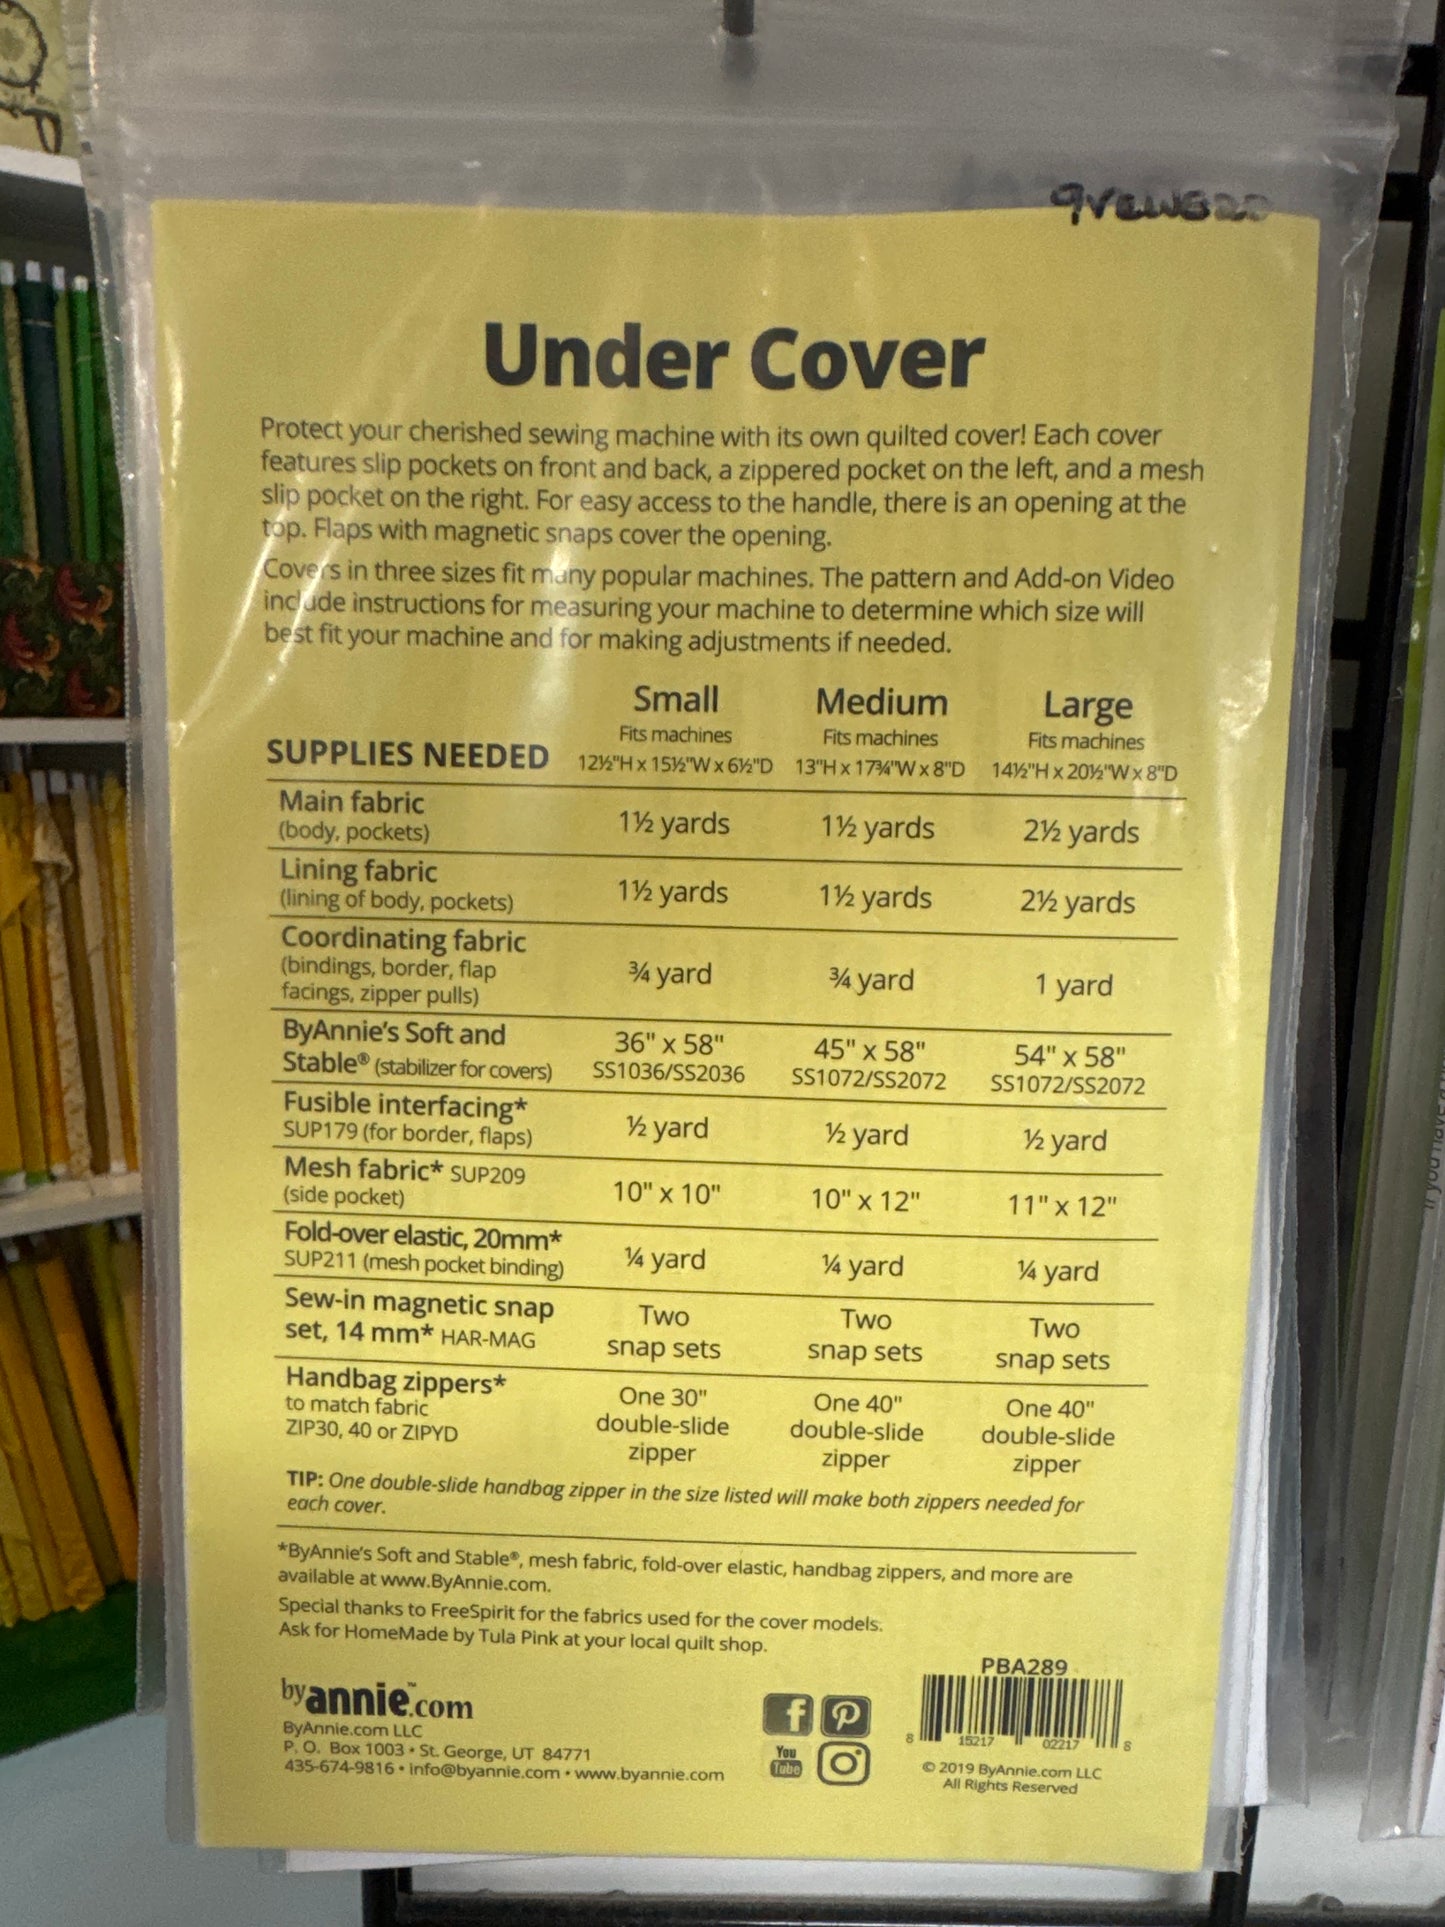 Under Cover
Protect your cherished sewing machine with its own quilted cover! Each cover
features slip pockets on front and back, a zippered pocket on the left, and a mesh
slip pocket on the right. For easy access to the handle, there is an opening at the
top. Flaps with magnetic snaps cover the opening.
Covers in three sizes fit many popular machines. The pattern and Add-on Video
include instructions for measuring your machine to determine which size will
best fit your machine and for making adjustments if needed.
Small Medium Large
Fits machines Fits machines Fits machines
SUPPLIES NEEDED 12½"H x 15½"W x 6½"D 13"H x 17¾"W x 8"D 14½"H x 20½"W x 8"D
Main fabric
(body, pockets) 1½ yards 1½ yards 2½ yards
Lining fabric
(lining of body, pockets) 1½ yards 1½ yards 2½ yards
Coordinating fabric
(bindings, border, flap ¾ yard ¾ yard 1 yard
facings, zipper pulls)
ByAnnie's Soft and 36" x 58" 45" x 58" 54" x 58"
Stable® (stabilizer for covers) SS1036/SS2036 SS1072/SS2072 SS1072/SS2072
Fusible interfacing*
SUP179 (for border, flaps) ½ yard ½ yard ½ yard
Mesh fabric* SUP209
(side pocket) 10" x 10" 10" x 12" 11" x 12"
Fold-over elastic, 20mm*
SUP211 (mesh pocket binding) ¼ yard ¼ yard ¼ yard
Sew-in magnetic snap Two Two Two
set, 14 mm* HAR-MAG snap sets snap sets snap sets
Handbag zippers* One 30" One 40" One 40"
to match fabric double-slide double-slide double-slide
ZIP30, 40 or ZIPYD zipper zipper zipper
TIP: One double-slide handbag zipper in the size listed will make both zippers needed for
each cover.
*ByAnnie's Soft and Stable®, mesh fabric, fold-over elastic, handbag zippers, and more are
available at www.ByAnnie.com.
Special thanks to FreeSpirit for the fabrics used for the cover models.
Ask for HomeMade by Tula Pink at your local quilt shop.
PBA289
byannie™.com
ByAnnie.com LLC
P. O. Box 1003 • St. George, UT 84771
435-674-9816 • info@byannie.com • www.byannie.com
You
Tube
8 15217 02217 8
© 2019 ByAnnie.com LLC
All Rights Reserved
If you have